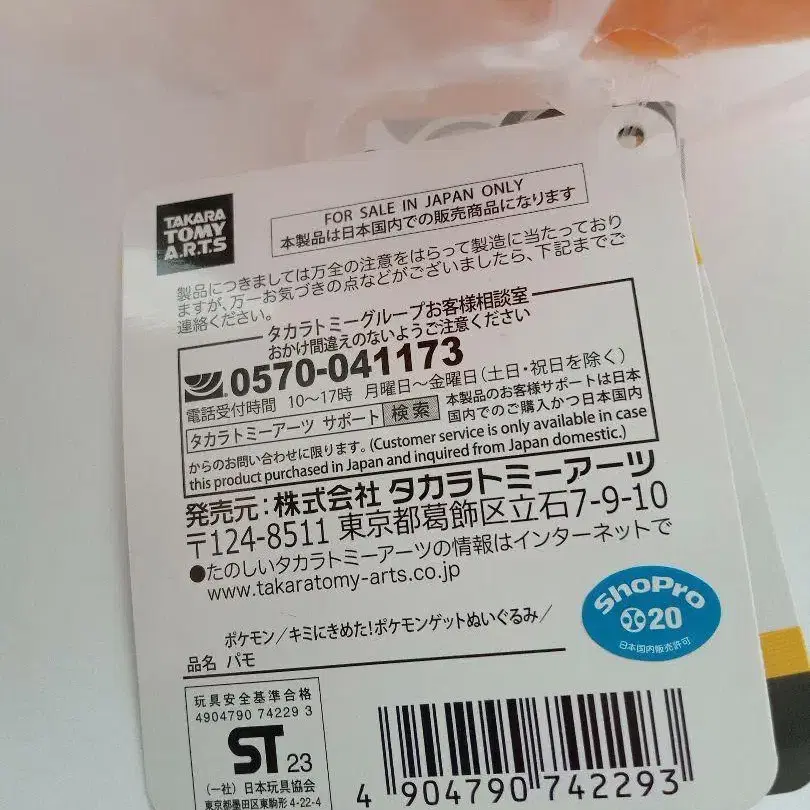 TAKARA
TOMY
A.R.T.S
FOR SALE IN JAPAN ONLY
本製品は日本国内での販売商品になります
製品につきましては万全の注意をはらって製造に当たっており
ますが、万一お気づきの点などがございましたら、下記までご
連絡ください。
タカラトミーグループお客様相談室
おかけ間違えのないようご注意ください
0570-041173
電話受付時間 10〜17時 月曜日〜金曜日(土日・祝日を除く)
タカラトミーアーツ サポート 検索
本製品のお客様サポートは日本
国内でのご購入かつ日本国内
からのお問い合わせに限ります。(Customer service is only available in case
this product purchased in Japan and inquired from Japan domestic.)
発売元:株式会社 タカラトミーアーツ
〒124-8511 東京都葛飾区立石7-9-10
●たのしいタカラトミーアーツの情報はインターネットで
www.takaratomy-arts.co.jp
ShoPro
20
日本国内販売許可
ポケモン/キミにきめた!ポケモンゲットぬいぐるみ/
品名 パモ
玩具安全基準合格
4904790 74229 3
ST 23
(一社)日本玩具協会
東京都墨田区東駒形4-22-4
4 904790 742293